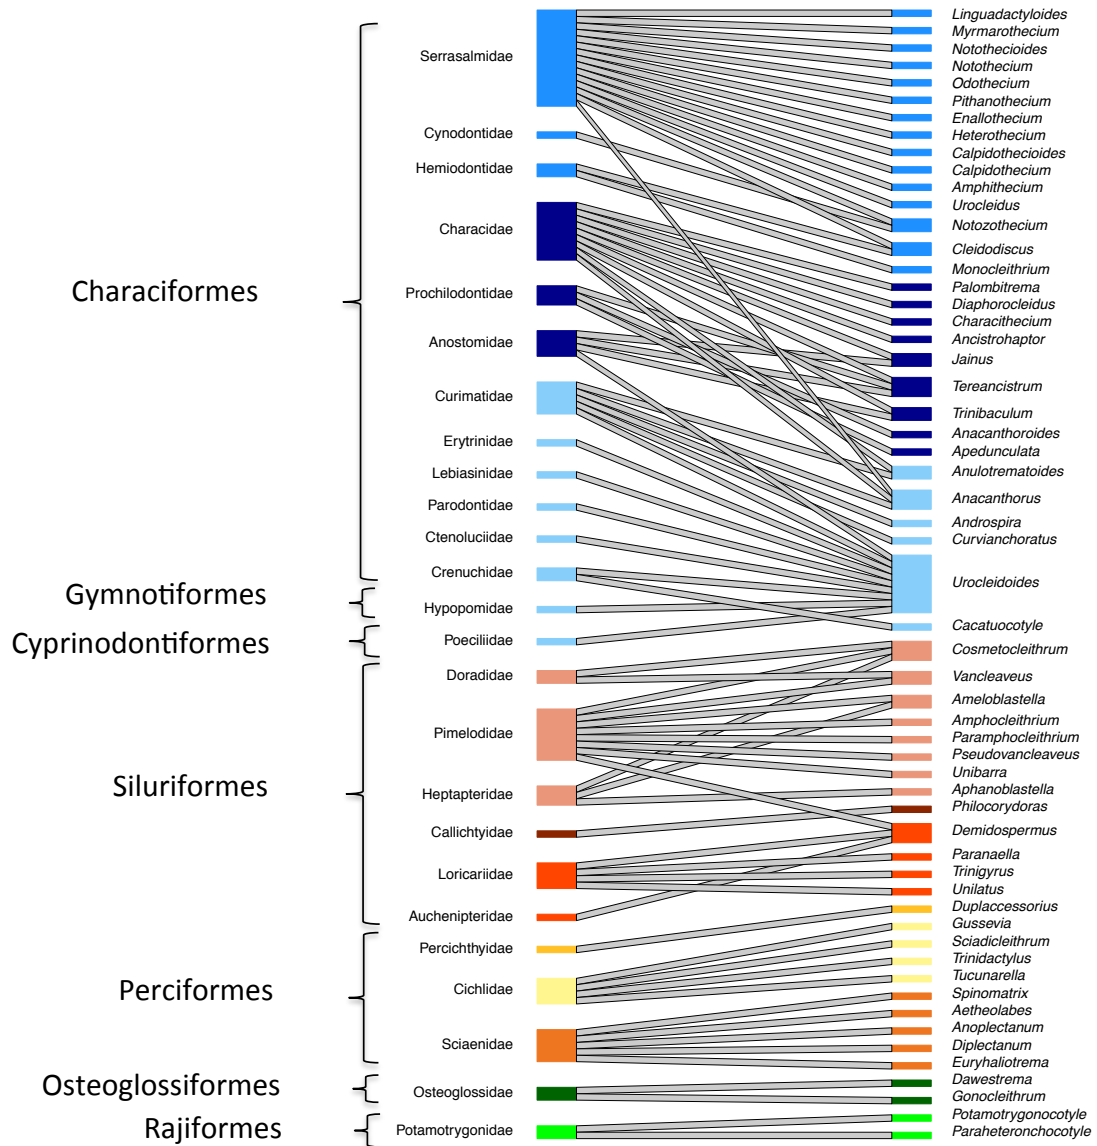 Characiformes
Gymnotiformes
Cyprinodontiformes
Siluriformes
Perciformes
Osteoglossiformes
Rajiformes
Serrasalmidae
Cynodontidae
Hemiodontidae
Characidae
Prochilodontidae
Anostomidae
Curimatidae
Erytrinidae
Lebiasinidae
Parodontidae
Ctenoluciidae
Crenuchidae
Hypopomidae
Poeciliidae
Doradidae
Pimelodidae
Heptapteridae
Callichtyidae
Loricariidae
Auchenipteridae
Percichthyidae
Cichlidae
Sciaenidae
Osteoglossidae
Potamotrygonidae
Linguadactyloides
Myrmarothecium
Notothecioides
Notothecium
Odothecium
Pithanothecium
Enallothecium
Heterothecium
Calpidothecioides
Calpidothecium
Amphithecium
Urocleidus
Notozothecium
Cleidodiscus
Monocleithrium
Palombitrema
Diaphorocleidus
Characithecium
Ancistrohaptor
Jainus
Tereancistrum
Trinibaculum
Anacanthoroides
Apedunculata
Anulotrematoides
Anacanthorus
Androspira
Curvianchoratus
Urocleidoides
Cacatuocotyle
Cosmetocleithrum
Vancleaveus
Ameloblastella
Amphocleithrium
Paramphocleithrium
Pseudovancleaveus
Unibarra
Aphanoblastella
Philocorydoras
Demidospermus
Paranaella
Trinigyrus
Unilatus
Duplaccessorius
Gussevia
Sciadicleithrum
Trinidactylus
Tucunarella
Spinomatrix
Aetheolabes
Anoplectanum
Diplectanum
Euryhaliotrema
Dawestrema
Gonocleithrum
Potamotrygonocotyle
Paraheteronchocotyle